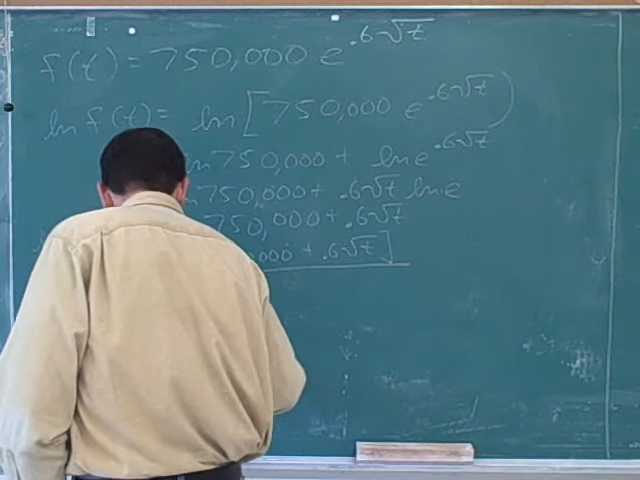 f(t) = 750,000 e^.6√t
ln f(t) = ln [750,000 e^.6√t)
n 750,000 + ln e^.6√t
n 750,000 + .6√t ln e
750,000 + .6√t
000 + .6√t ]